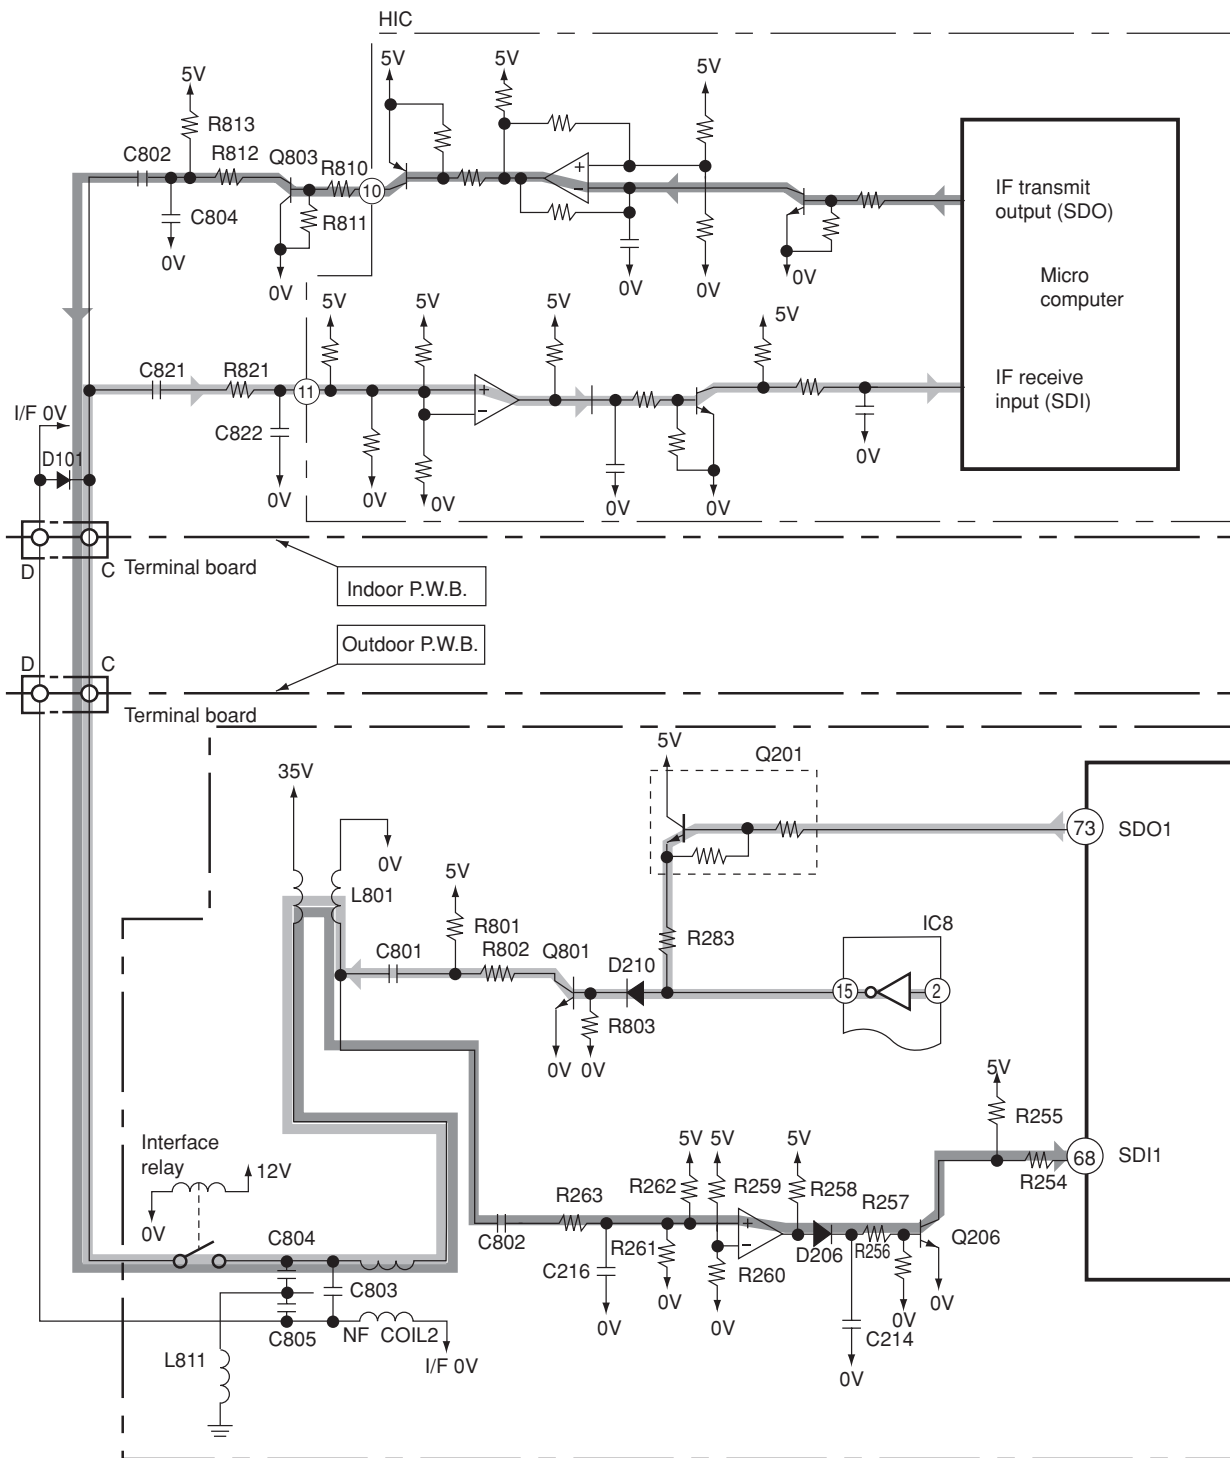 HIC
5V
5V
5V
5V
R813
C802
R812
Q803
R810
10
C804
R811
0V
0V
0V
0V
0V
IF transmit
output (SDO)
Micro
computer
IF receive
input (SDI)
5V
5V
5V
5V
C821
R821
11
I/F 0V
C822
D101
0V
0V
0V
0V
0V
0V
D
C
Terminal board
Indoor P.W.B.
Outdoor P.W.B.
D
C
Terminal board
5V
Q201
35V
0V
73
SDO1
L801
5V
R801
R283
IC8
C801
R802
Q801
D210
15
2
R803
0V
0V
5V
R255
Interface
relay
12V
0V
5V
5V
5V
68
SDI1
R254
R263
R262
R259
R258
R257
C802
R261
D206
R256
Q206
C804
C216
R260
C803
0V
0V
0V
0V
0V
C214
C805
NF COIL2
L811
I/F 0V
0V